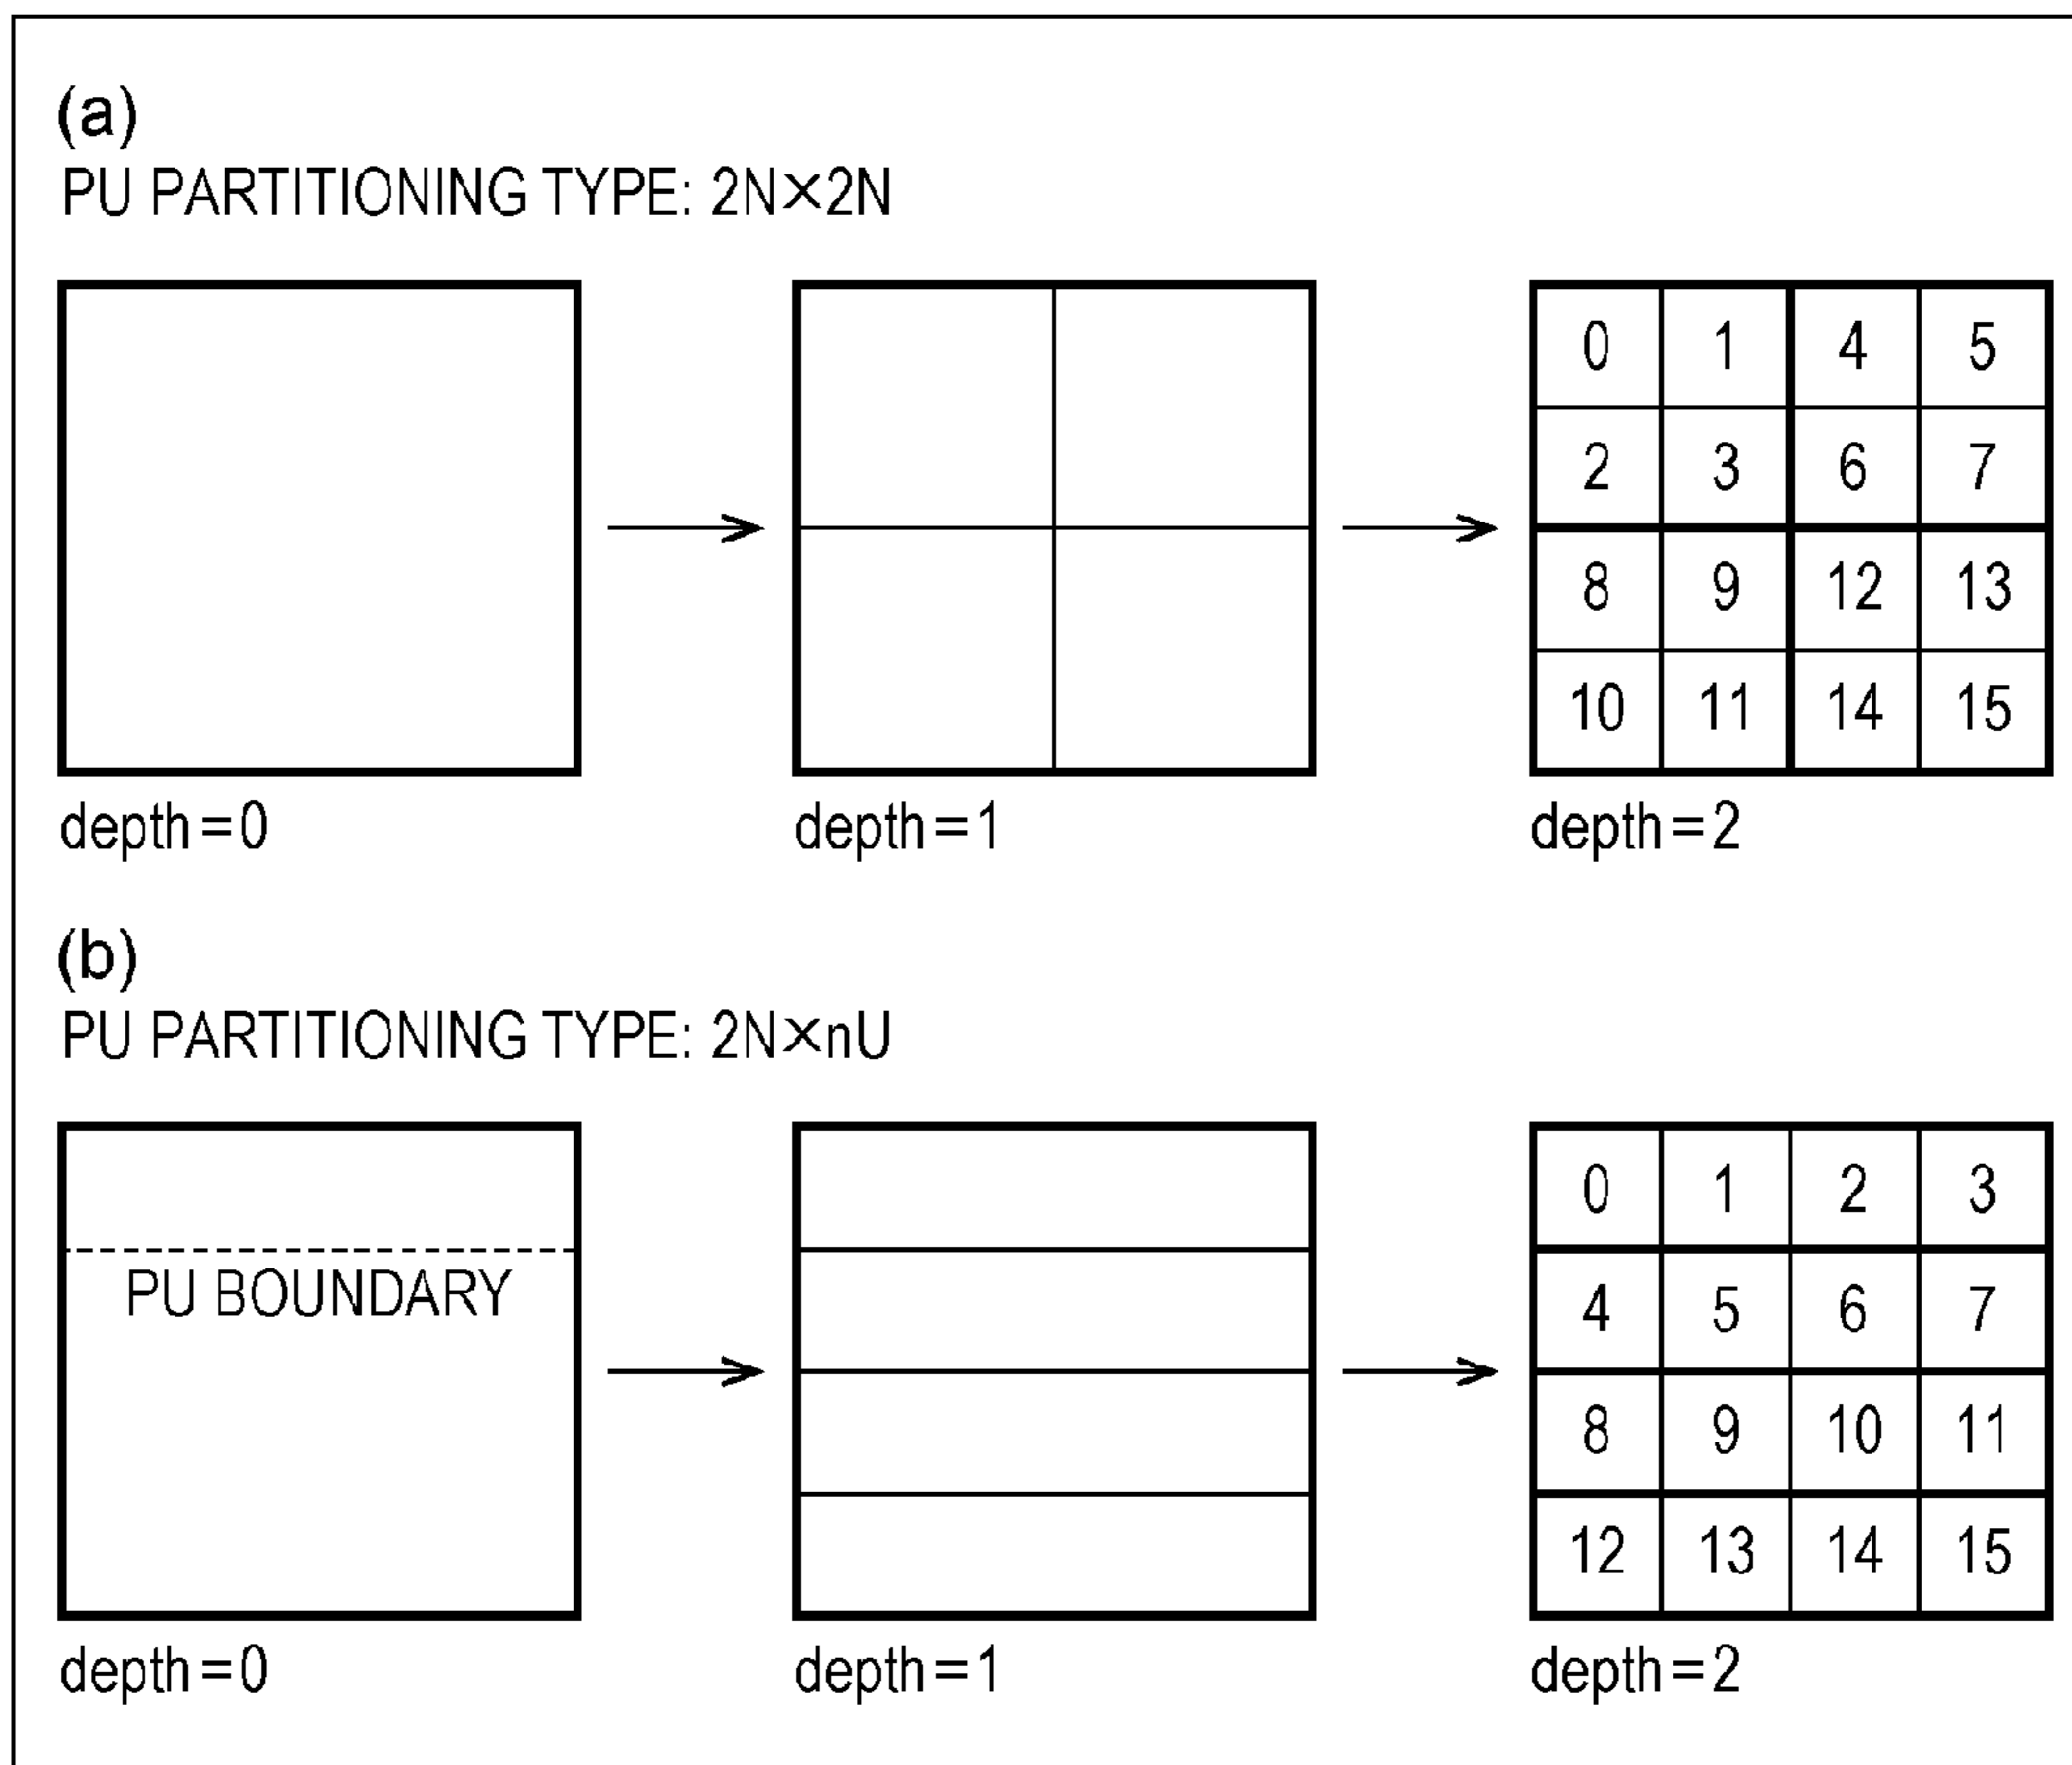 (a)
PU PARTITIONING TYPE: 2N×2N
0 1 4 5
2 3 6 7
8 9 12 13
10 11 14 15
depth=0 depth=1 depth=2
(b)
PU PARTITIONING TYPE: 2N×nU
PU BOUNDARY
0 1 2 3
4 5 6 7
8 9 10 11
12 13 14 15
depth=0 depth=1 depth=2